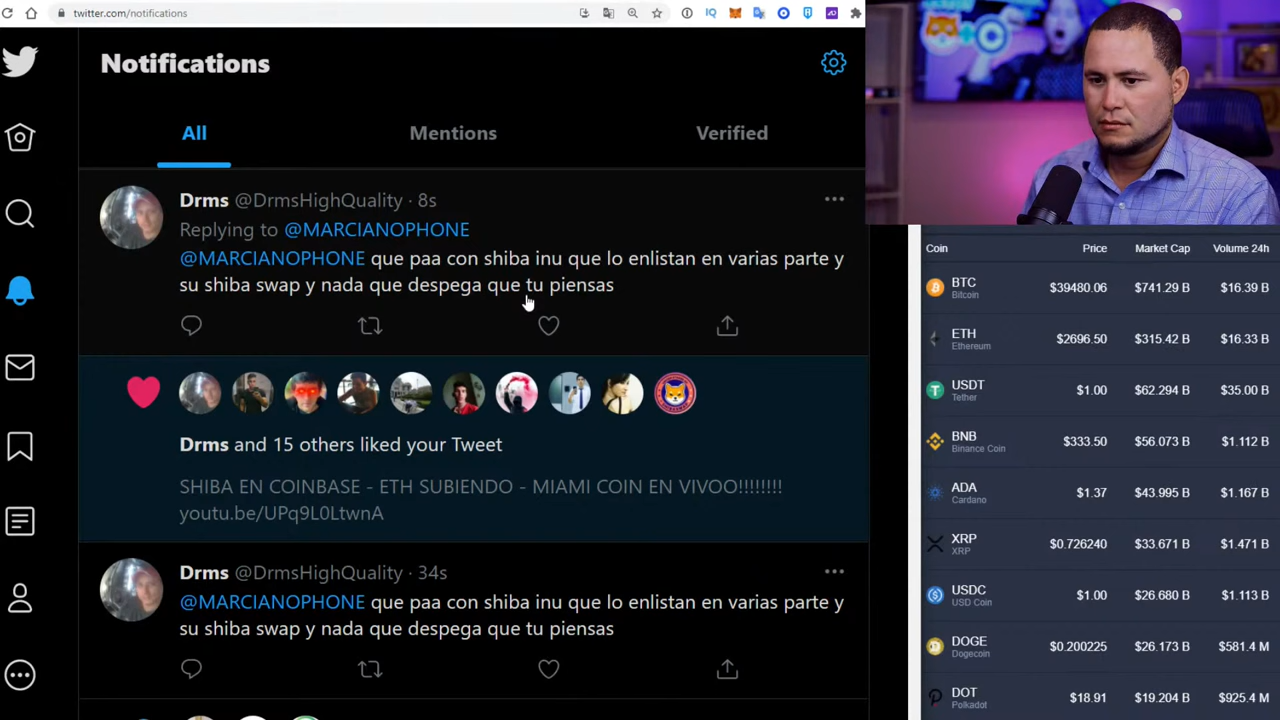 twitter.com/notifications
Notifications
All
Mentions
Verified
Drms @DrmsHighQuality · 8s
Replying to @MARCIANOPHONE
@MARCIANOPHONE que paa con shiba inu que lo enlistan en varias parte y
su shiba swap y nada que despega que tu piensas
Drms and 15 others liked your Tweet
SHIBA EN COINBASE - ETH SUBIENDO - MIAMI COIN EN VIVOO!!!!!!!!
youtu.be/UPq9L0LtwnA
Drms @DrmsHighQuality · 34s
@MARCIANOPHONE que paa con shiba inu que lo enlistan en varias parte y
su shiba swap y nada que despega que tu piensas
Coin Price Market Cap Volume 24h
BTC $39480.06 $741.29 B $16.39 B
Bitcoin
ETH $2696.50 $315.42 B $16.33 B
Ethereum
USDT $1.00 $62.294 B $35.00 B
Tether
BNB $333.50 $56.073 B $1.112 B
Binance Coin
ADA $1.37 $43.995 B $1.167 B
Cardano
XRP $0.726240 $33.671 B $1.471 B
XRP
USDC $1.00 $26.680 B $1.113 B
USD Coin
DOGE $0.200225 $26.173 B $581.4 M
Dogecoin
DOT $18.91 $19.204 B $925.4 M
Polkadot